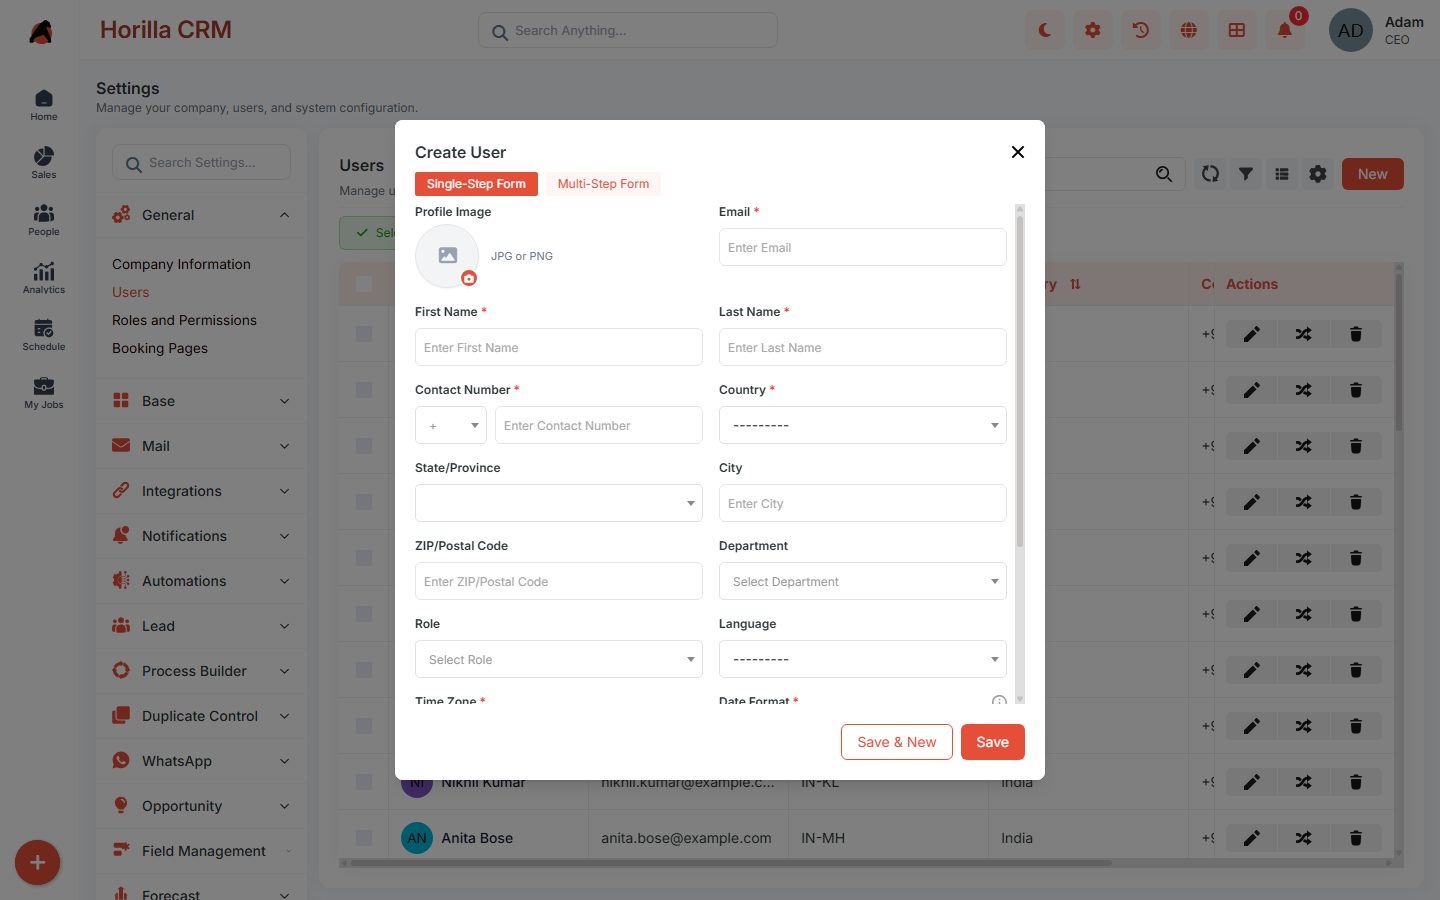 Horilla CRM
Search Anything...
0
AD
Adam
CEO
Home
Sales
People
Analytics
Schedule
My Jobs
Settings
Manage your company, users, and system configuration.
Search Settings...
General
Company Information
Users
Roles and Permissions
Booking Pages
Base
Mail
Integrations
Notifications
Automations
Lead
Process Builder
Duplicate Control
WhatsApp
Opportunity
Field Management
Forecast
Users
New
Actions
Create User
Single-Step Form
Multi-Step Form
Profile Image
JPG or PNG
Email *
Enter Email
First Name *
Enter First Name
Last Name *
Enter Last Name
Contact Number *
+
Enter Contact Number
Country *
---------
State/Province
City
Enter City
ZIP/Postal Code
Enter ZIP/Postal Code
Department
Select Department
Role
Select Role
Language
---------
Time Zone *
Date Format *
Save & New
Save
Nikhil Kumar
nikhil.kumar@example.c...
IN-KL
India
AN
Anita Bose
anita.bose@example.com
IN-MH
India